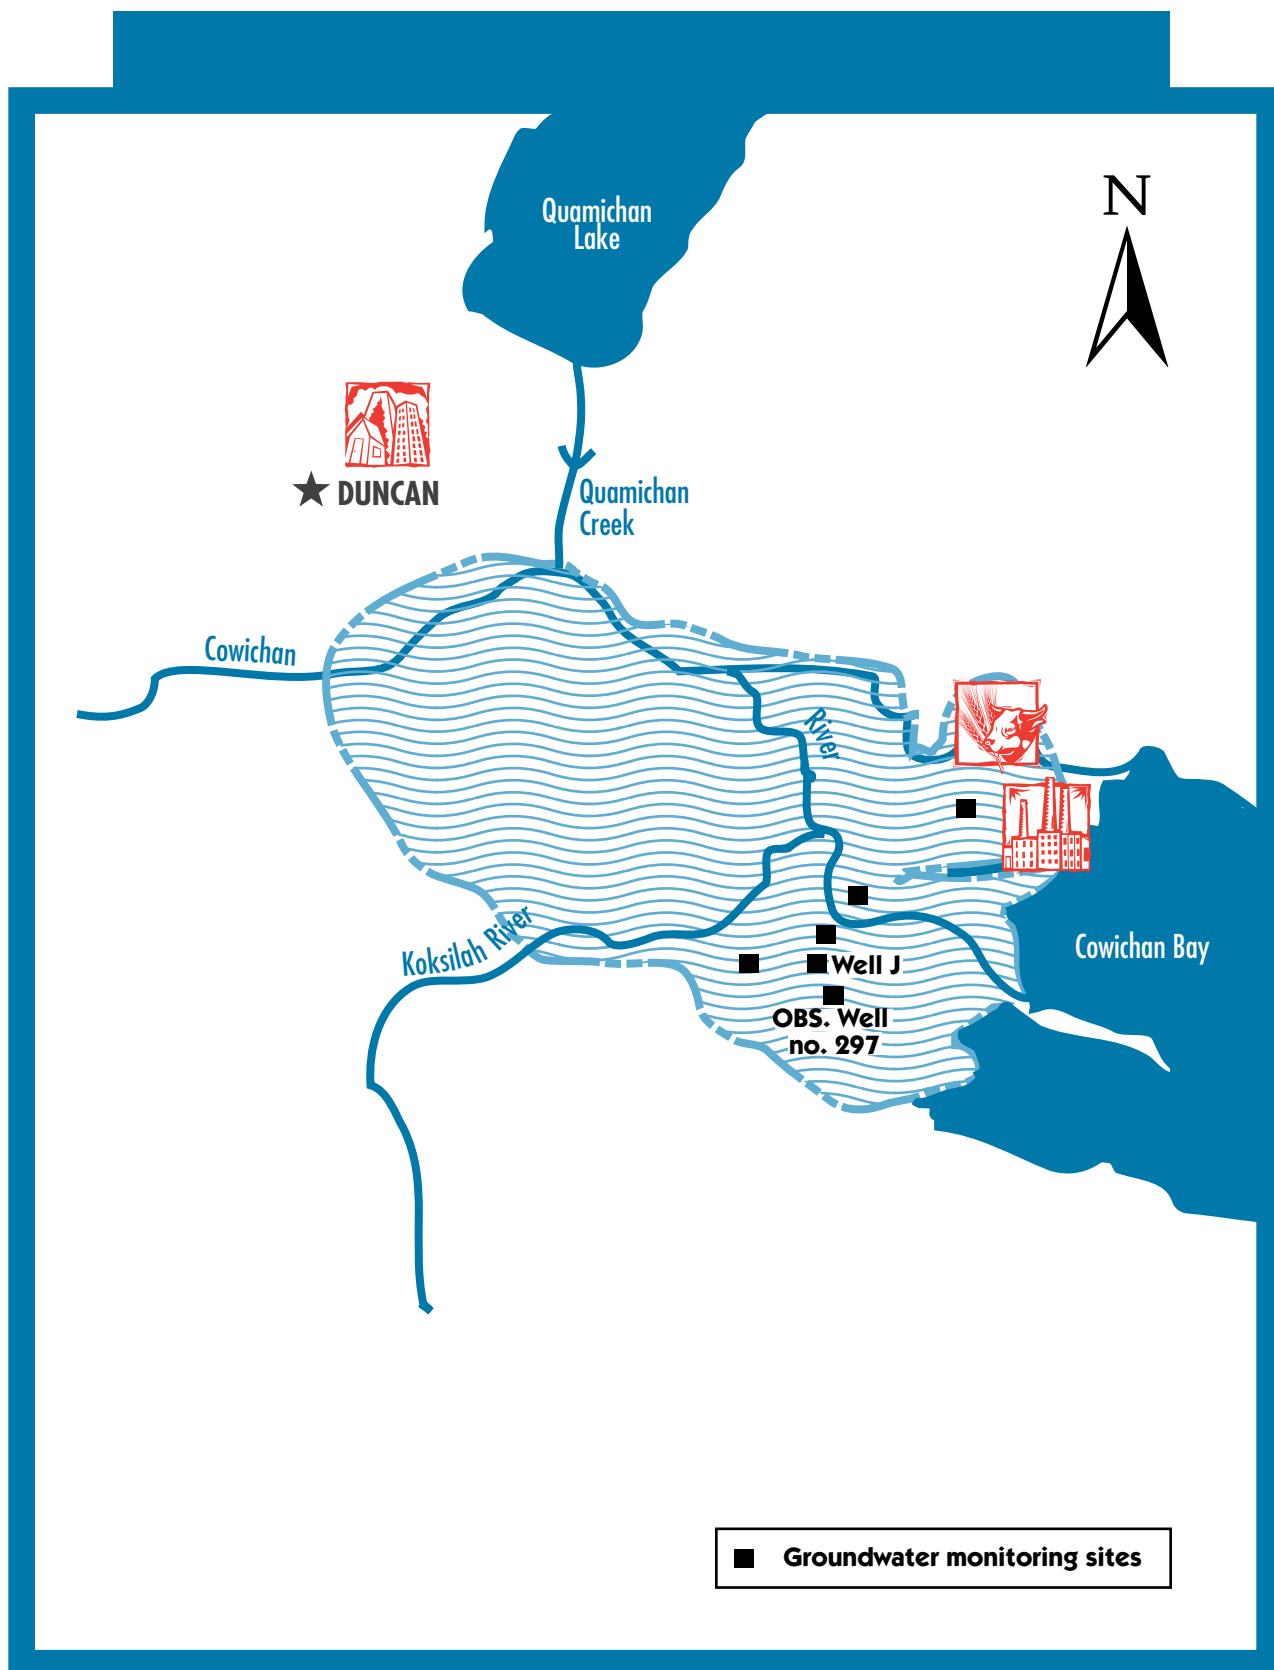 Quamichan
Lake
N
DUNCAN
Quamichan
Creek
Cowichan
River
Koksilah River
Well J
Cowichan Bay
OBS. Well
no. 297
Groundwater monitoring sites